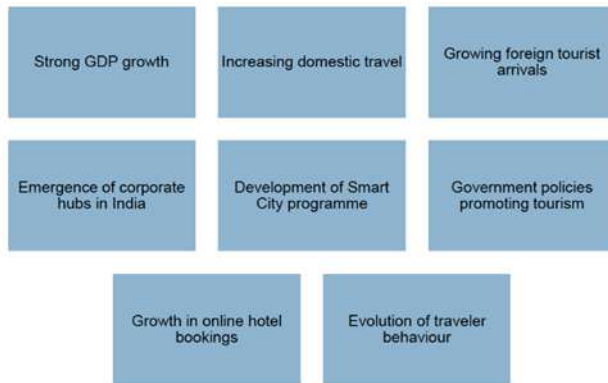 Strong GDP growth
Increasing domestic travel
Growing foreign tourist
arrivals
Emergence of corporate
hubs in India
Development of Smart
City programme
Government policies
promoting tourism
Growth in online hotel
bookings
Evolution of traveler
behaviour